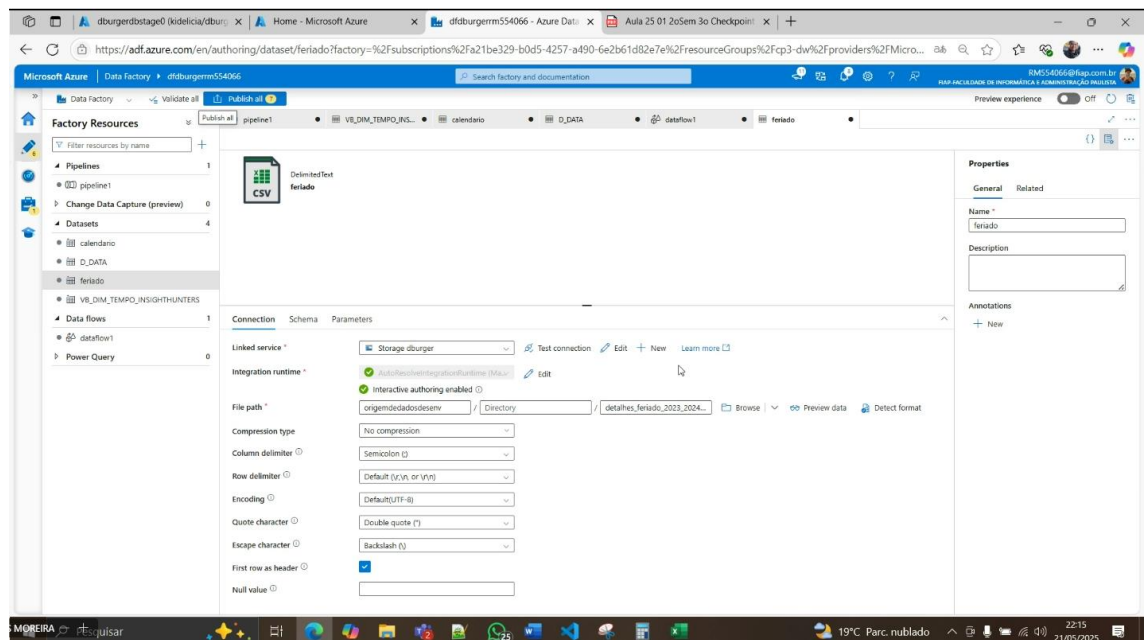 dburgerdbstage0 (kidelicia/dburg
Home - Microsoft Azure
dfdburgerrm554066 - Azure Data
Aula 25 01 2oSem 3o Checkpoint
https://adf.azure.com/en/authoring/dataset/feriado?factory=%2Fsubscriptions%2Fa21be329-b0d5-4257-a490-6e2b61d82e7e%2FresourceGroups%2Fcp3-dw%2Fproviders%2FMicro...
Microsoft Azure | Data Factory ▸ dfdburgerrm554066
Search factory and documentation
RM554066@fiap.com.br
FIAP-FACULDADE DE INFORMÁTICA E ADMINISTRAÇÃO PAULISTA
Data Factory
Validate all
Publish all 7
Preview experience
Off
Factory Resources
Publish all
pipeline1
VB_DIM_TEMPO_INS...
calendario
D_DATA
dataflow1
feriado
Filter resources by name
Pipelines 1
pipeline1
Change Data Capture (preview) 0
Datasets 4
calendario
D_DATA
feriado
VB_DIM_TEMPO_INSIGHTHUNTERS
Data flows 1
dataflow1
Power Query 0
CSV
DelimitedText
feriado
Connection Schema Parameters
Linked service *
Storage dburger
Test connection
Edit
New
Learn more
Integration runtime *
AutoResolveIntegrationRuntime (Ma...
Edit
Interactive authoring enabled
File path *
origemdedadosdesenv / Directory / detalhes_feriado_2023_2024...
Browse
Preview data
Detect format
Compression type
No compression
Column delimiter
Semicolon (;)
Row delimiter
Default (\r,\n, or \r\n)
Encoding
Default(UTF-8)
Quote character
Double quote (")
Escape character
Backslash (\)
First row as header
Null value
Properties
General Related
Name *
feriado
Description
Annotations
New
MOREIRA
25
19°C Parc. nublado
22:15
21/05/2025